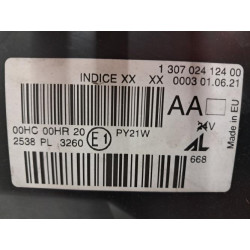 1 307 024 124 00
INDICE XX XX 0003 01.06.21
AA
Made in EU
00HC 00HR 20 E1 PY21W
2538 PL 3260
24V
AL
668